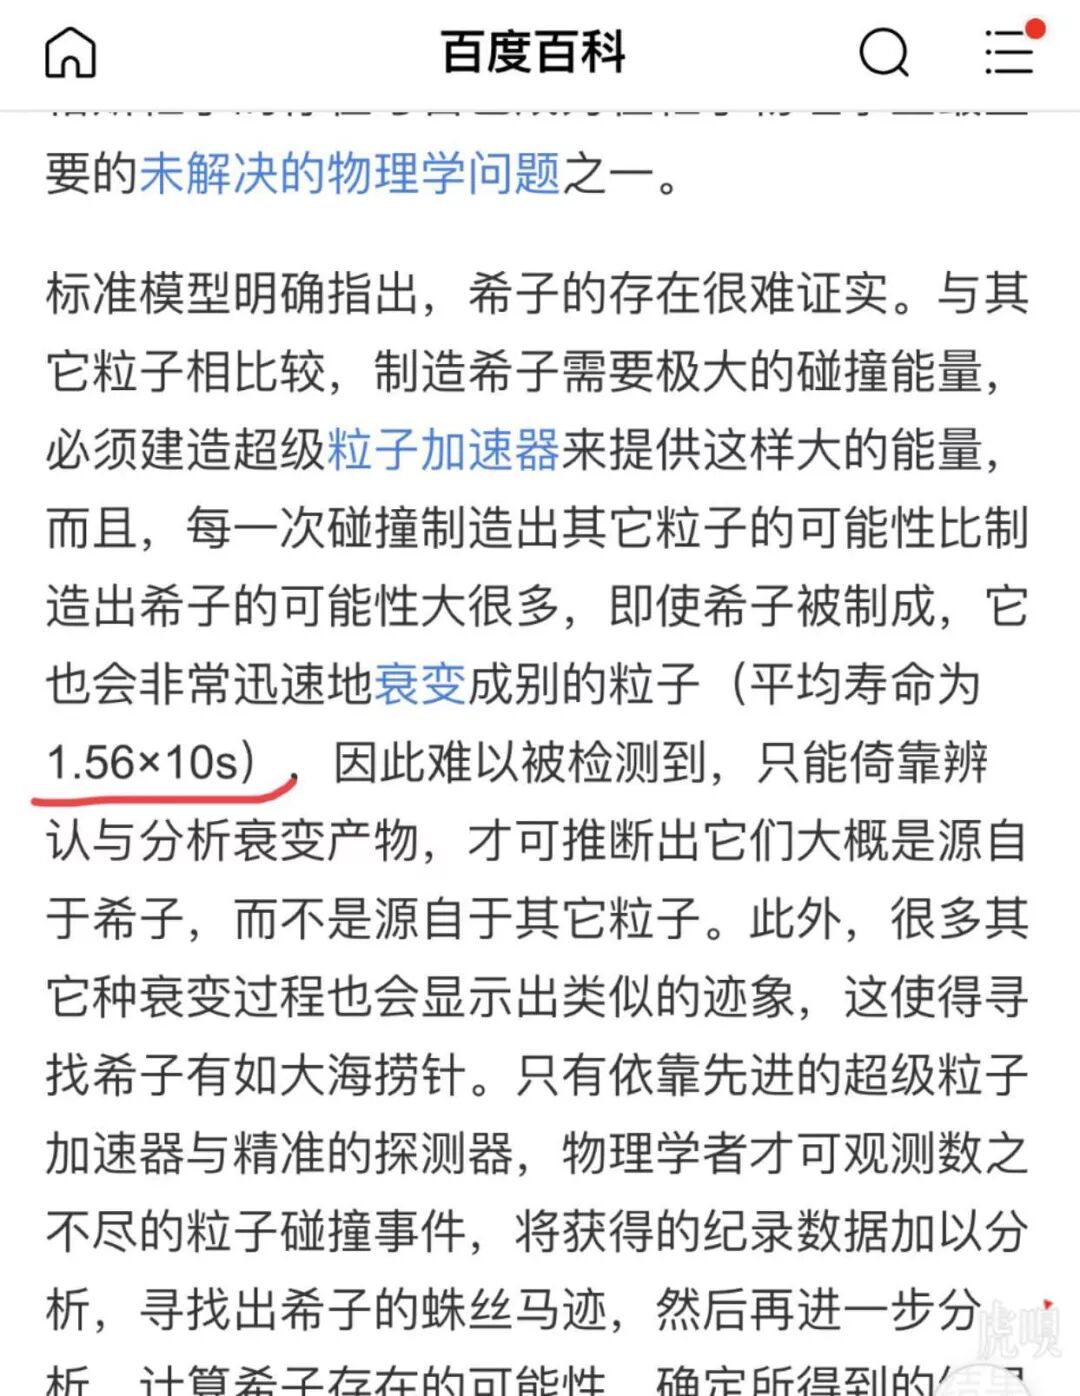 百度百科
要的未解决的物理学问题之一。
标准模型明确指出，希子的存在很难证实。与其
它粒子相比较，制造希子需要极大的碰撞能量，
必须建造超级粒子加速器来提供这样大的能量，
而且，每一次碰撞制造出其它粒子的可能性比制
造出希子的可能性大很多，即使希子被制成，它
也会非常迅速地衰变成别的粒子（平均寿命为
1.56×10s），因此难以被检测到，只能倚靠辨
认与分析衰变产物，才可推断出它们大概是源自
于希子，而不是源自于其它粒子。此外，很多其
它种衰变过程也会显示出类似的迹象，这使得寻
找希子有如大海捞针。只有依靠先进的超级粒子
加速器与精准的探测器，物理学者才可观测数之
不尽的粒子碰撞事件，将获得的纪录数据加以分
析，寻找出希子的蛛丝马迹，然后再进一步分
析，计算希子存在的可能性，确定所得到的结果
虎嗅